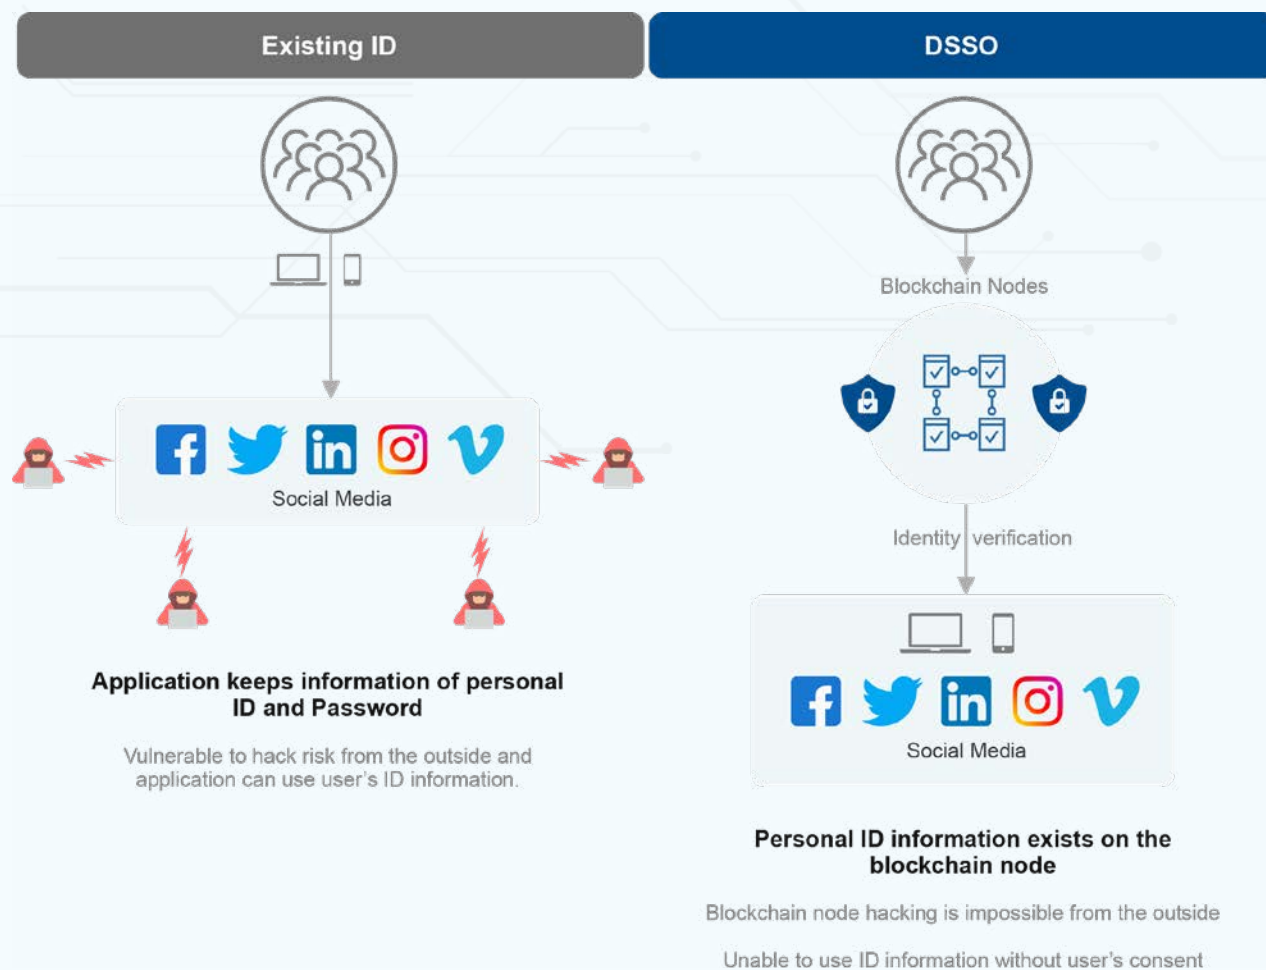 Existing ID
DSSO
Blockchain Nodes
Social Media
Identity verification
Application keeps information of personal
ID and Password
Vulnerable to hack risk from the outside and
application can use user's ID information.
Social Media
Personal ID information exists on the
blockchain node
Blockchain node hacking is impossible from the outside
Unable to use ID information without user's consent